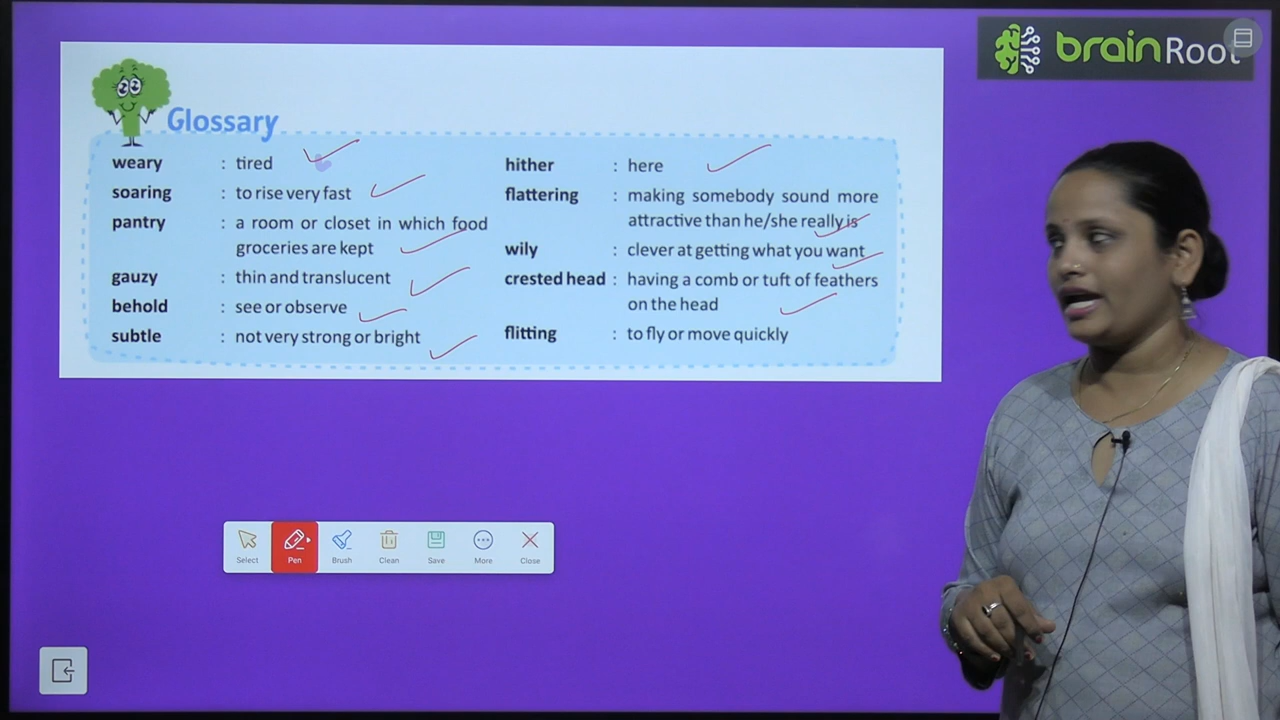 brainRoot
Glossary
weary : tired
soaring : to rise very fast
pantry : a room or closet in which food
groceries are kept
gauzy : thin and translucent
behold : see or observe
subtle : not very strong or bright
hither : here
flattering : making somebody sound more
attractive than he/she really is
wily : clever at getting what you want
crested head : having a comb or tuft of feathers
on the head
flitting : to fly or move quickly
Select Pen Brush Clean Save More Close